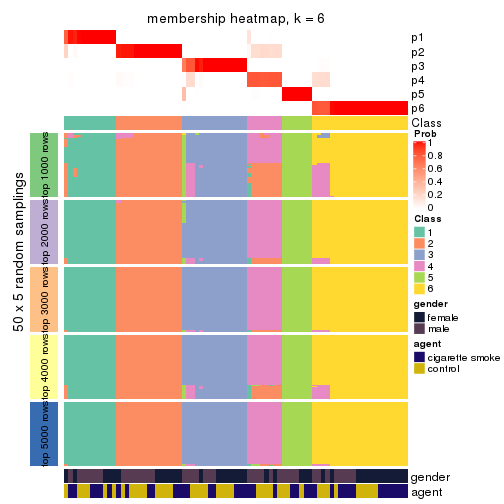 membership heatmap, k = 6
p1
p2
p3
p4
p5
p6
Class
50 x 5 random samplings
top 1000 rows
top 2000 rows
top 3000 rows
top 4000 rows
top 5000 rows
Prob
1
0.8
0.6
0.4
0.2
0
Class
1
2
3
4
5
6
gender
female
male
agent
cigarette smoke
control
gender
agent